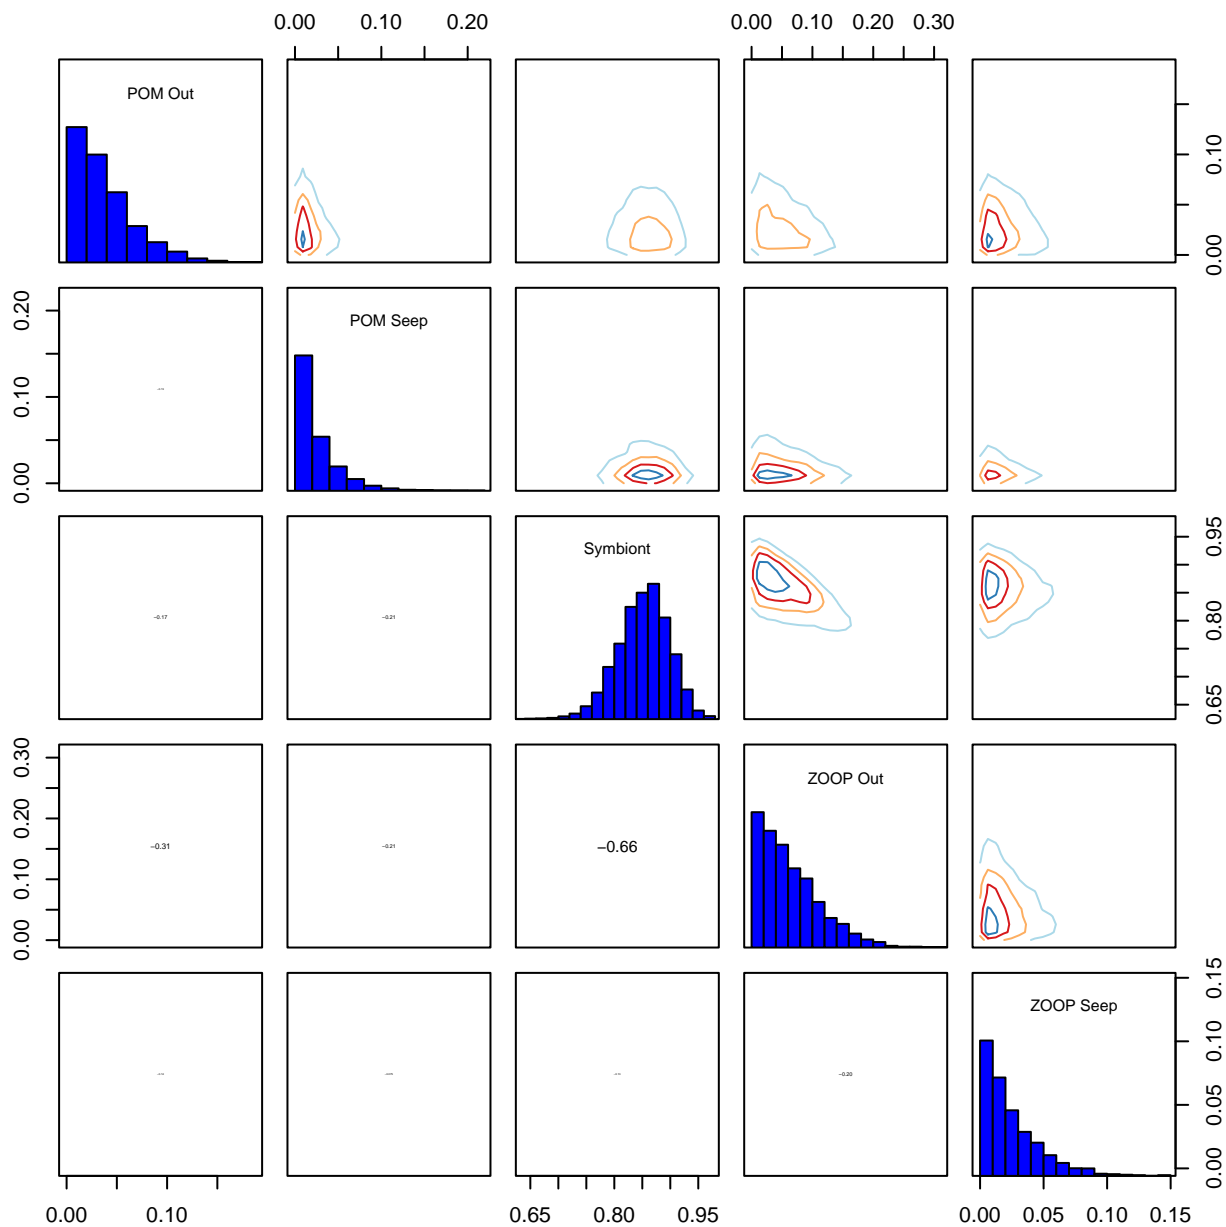 0.00 0.10 0.20 0.00 0.10 0.20 0.30
POM Out
0.00 0.10
POM Seep
0.00 0.10 0.20
Symbiont
−0.17 −0.21
0.65 0.80 0.95
ZOOP Out
−0.31 −0.21 −0.66
0.00 0.10 0.20 0.30
ZOOP Seep
−0.20
0.00 0.05 0.10 0.15
0.00 0.10 0.65 0.80 0.95 0.00 0.05 0.10 0.15